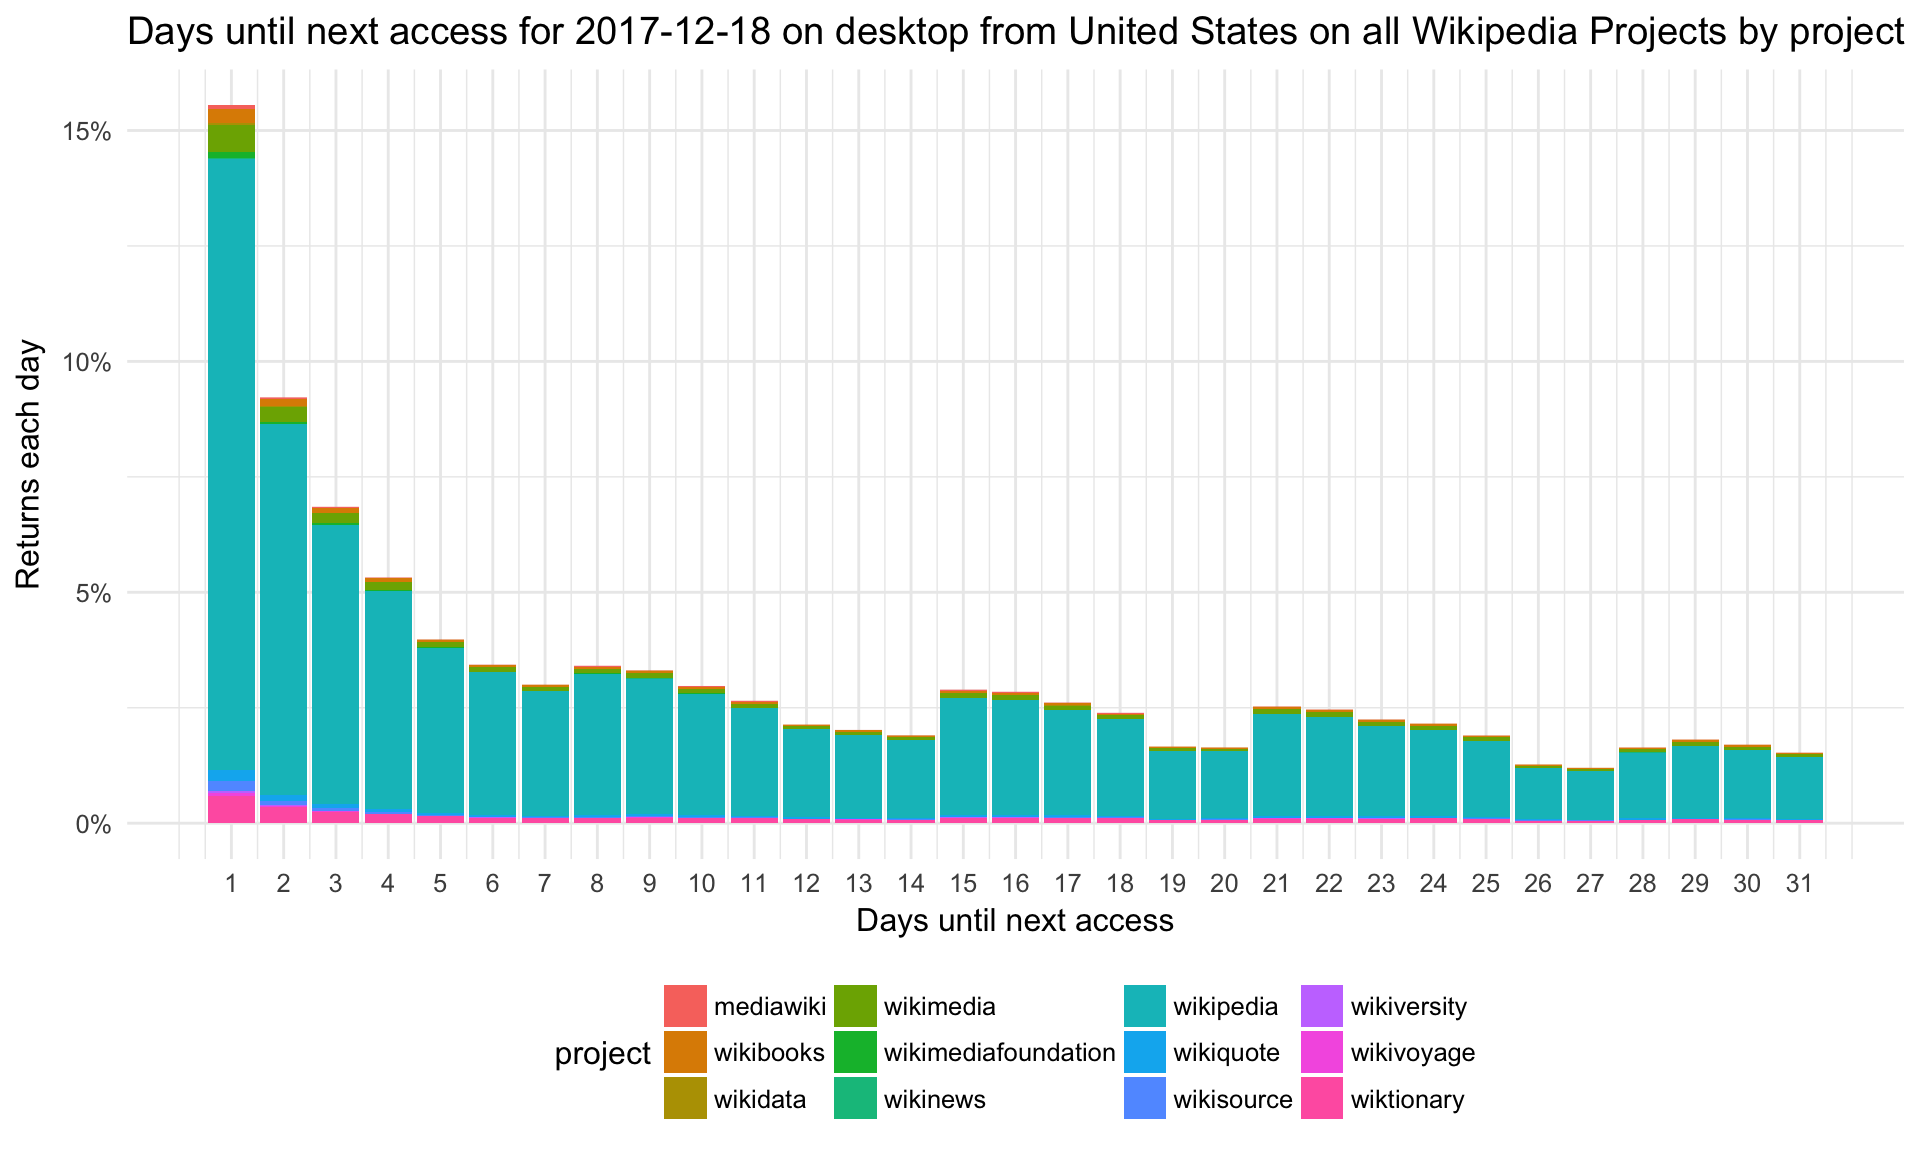 Days until next access for 2017-12-18 on desktop from United States on all Wikipedia Projects by project
Returns each day
15%
10%
5%
0%
1 2 3 4 5 6 7 8 9 10 11 12 13 14 15 16 17 18 19 20 21 22 23 24 25 26 27 28 29 30 31
Days until next access
project
mediawiki wikimedia wikipedia wikiversity
wikibooks wikimediafoundation wikiquote wikivoyage
wikidata wikinews wikisource wiktionary